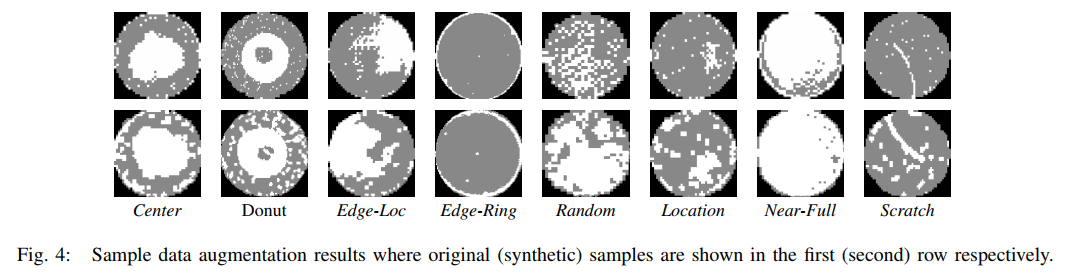 Center Donut Edge-Loc Edge-Ring Random Location Near-Full Scratch
Fig. 4: Sample data augmentation results where original (synthetic) samples are shown in the first (second) row respectively.